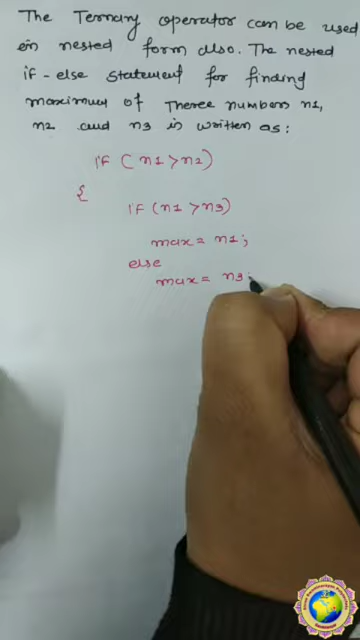 The Ternary operator can be used
in nested form also. The nested
if-else statement for finding
maximum of Theree numbers n1,
n2 and n3 is written as:
if (n1>n2)
{
if (n1>n3)
max = n1;
else
max = n3;